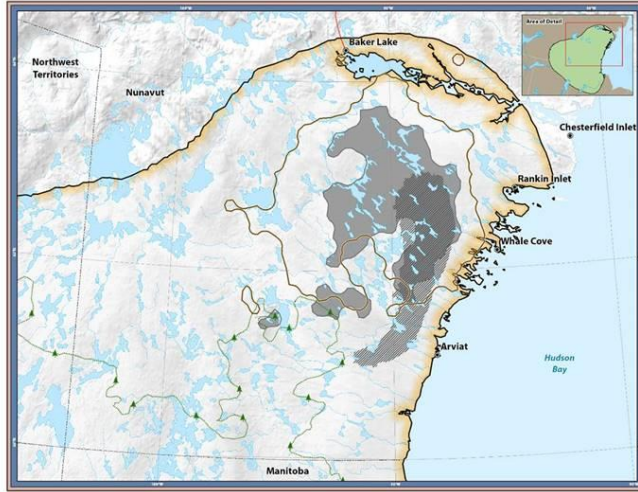 Area of Detail
Baker Lake
Northwest
Territories
Nunavut
Chesterfield Inlet
Rankin Inlet
Whale Cove
Arviat
Hudson
Bay
Manitoba